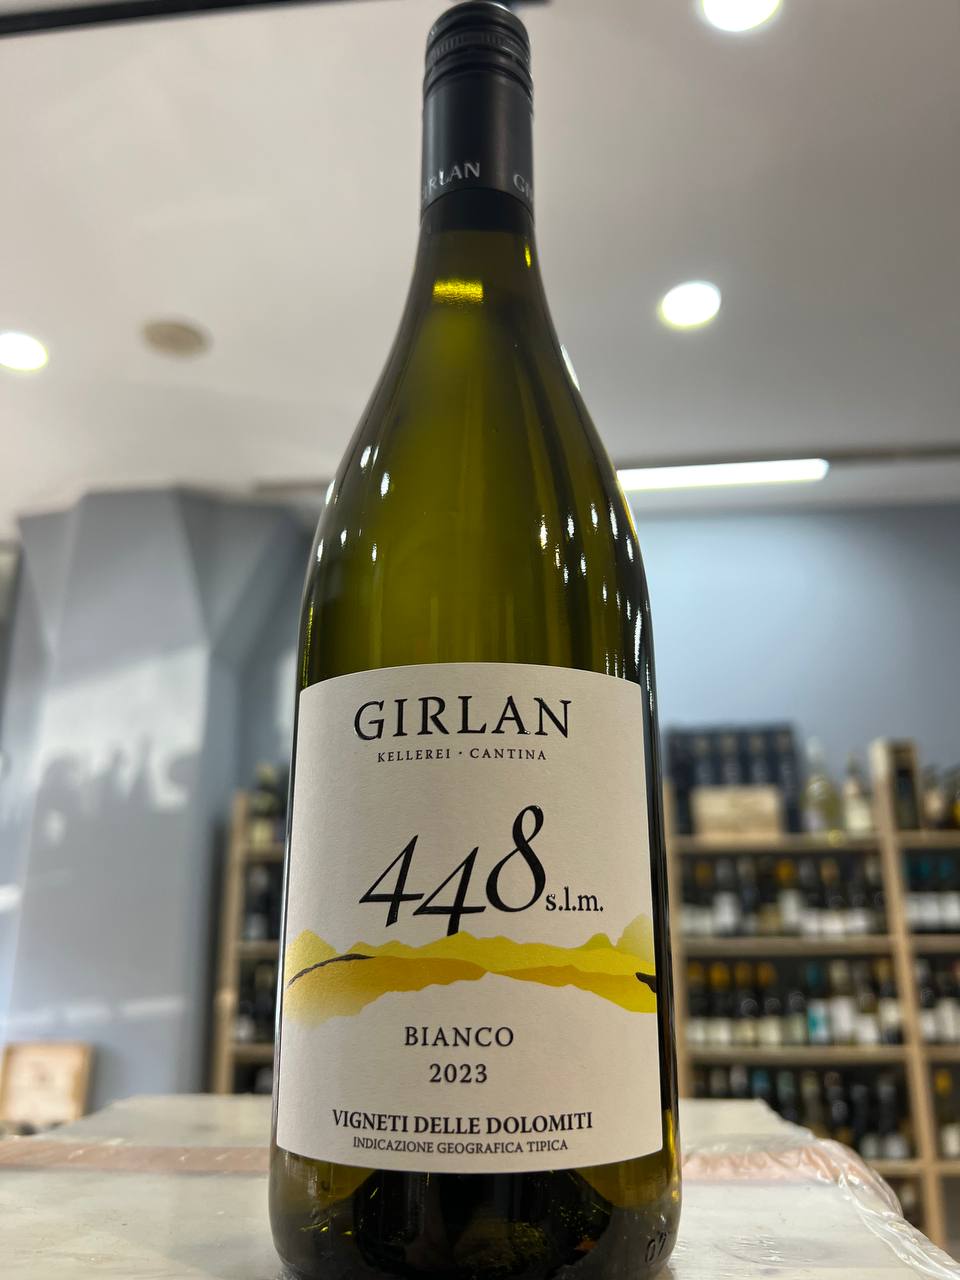 GIRLAN
GIRLAN
KELLEREI · CANTINA
448 s.l.m.
BIANCO
2023
VIGNETI DELLE DOLOMITI
INDICAZIONE GEOGRAFICA TIPICA